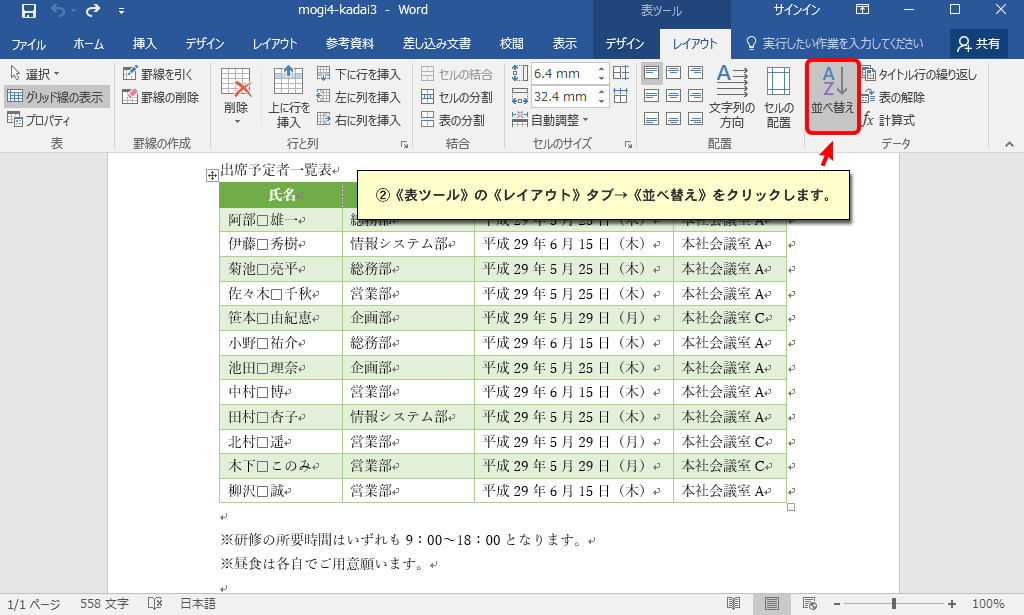 mogi4-kadai3 - Word
表ツール
サインイン
ファイル ホーム 挿入 デザイン レイアウト 参考資料 差し込み文書 校閲 表示 デザイン レイアウト 実行したい作業を入力してください 共有
選択
グリッド線の表示
プロパティ
表
罫線を引く
罫線の削除
罫線の作成
削除
上に行を
挿入
下に行を挿入
左に列を挿入
右に列を挿入
行と列
セルの結合
セルの分割
表の分割
結合
6.4 mm
32.4 mm
自動調整
セルのサイズ
文字列の
方向
セルの
配置
配置
並べ替え
タイトル行の繰り返し
表の解除
fx 計算式
データ
出席予定者一覧表
②《表ツール》の《レイアウト》タブ→《並べ替え》をクリックします。
氏名
阿部□雄一 総務部 平成 29 年 5 月 25 日（木） 本社会議室 A
伊藤□秀樹 情報システム部 平成 29 年 6 月 15 日（木） 本社会議室 A
菊池□亮平 総務部 平成 29 年 5 月 25 日（木） 本社会議室 A
佐々木□千秋 営業部 平成 29 年 5 月 25 日（木） 本社会議室 A
笹本□由紀恵 企画部 平成 29 年 5 月 29 日（月） 本社会議室 C
小野□祐介 総務部 平成 29 年 6 月 15 日（木） 本社会議室 A
池田□理奈 企画部 平成 29 年 5 月 25 日（木） 本社会議室 A
中村□博 営業部 平成 29 年 6 月 15 日（木） 本社会議室 A
田村□杏子 情報システム部 平成 29 年 5 月 25 日（木） 本社会議室 A
北村□遥 営業部 平成 29 年 5 月 29 日（月） 本社会議室 C
木下□このみ 営業部 平成 29 年 5 月 29 日（月） 本社会議室 C
柳沢□誠 営業部 平成 29 年 6 月 15 日（木） 本社会議室 A
※研修の所要時間はいずれも 9：00～18：00 となります。
※昼食は各自でご用意願います。
1/1 ページ 558 文字 日本語 100%